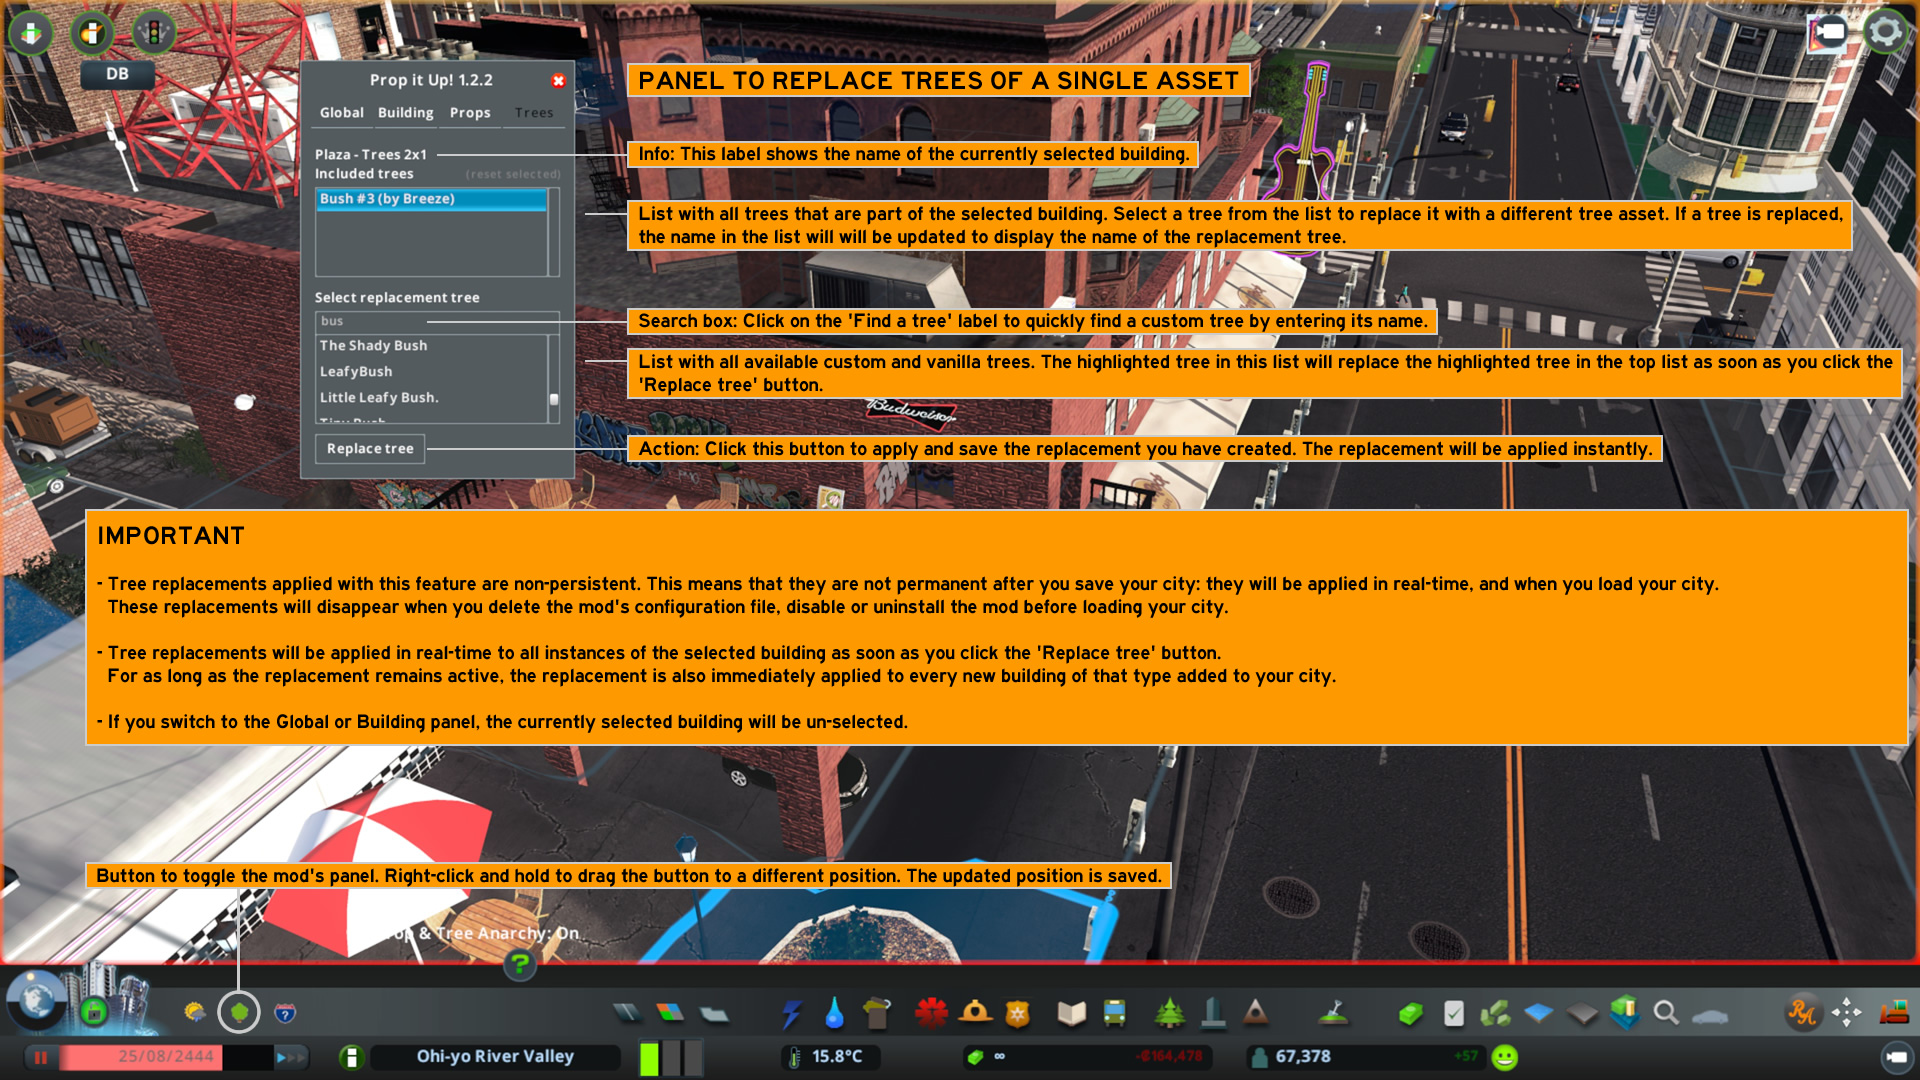 DB
Prop it Up! 1.2.2
Global Building Props Trees
Plaza - Trees 2x1
Included trees (reset selected)
Bush #3 (by Breeze)
Select replacement tree
bus
The Shady Bush
LeafyBush
Little Leafy Bush.
Tiny Bush
Replace tree
PANEL TO REPLACE TREES OF A SINGLE ASSET
Info: This label shows the name of the currently selected building.
List with all trees that are part of the selected building. Select a tree from the list to replace it with a different tree asset. If a tree is replaced,
the name in the list will will be updated to display the name of the replacement tree.
Search box: Click on the 'Find a tree' label to quickly find a custom tree by entering its name.
List with all available custom and vanilla trees. The highlighted tree in this list will replace the highlighted tree in the top list as soon as you click the
'Replace tree' button.
Budweiser
Action: Click this button to apply and save the replacement you have created. The replacement will be applied instantly.
IMPORTANT
- Tree replacements applied with this feature are non-persistent. This means that they are not permanent after you save your city: they will be applied in real-time, and when you load your city.
These replacements will disappear when you delete the mod's configuration file, disable or uninstall the mod before loading your city.
- Tree replacements will be applied in real-time to all instances of the selected building as soon as you click the 'Replace tree' button.
For as long as the replacement remains active, the replacement is also immediately applied to every new building of that type added to your city.
- If you switch to the Global or Building panel, the currently selected building will be un-selected.
Button to toggle the mod's panel. Right-click and hold to drag the button to a different position. The updated position is saved.
op & Tree Anarchy: On
?
?
25/08/2444
Ohi-yo River Valley
15.8°C
∞
-₡164,478
67,378
+57